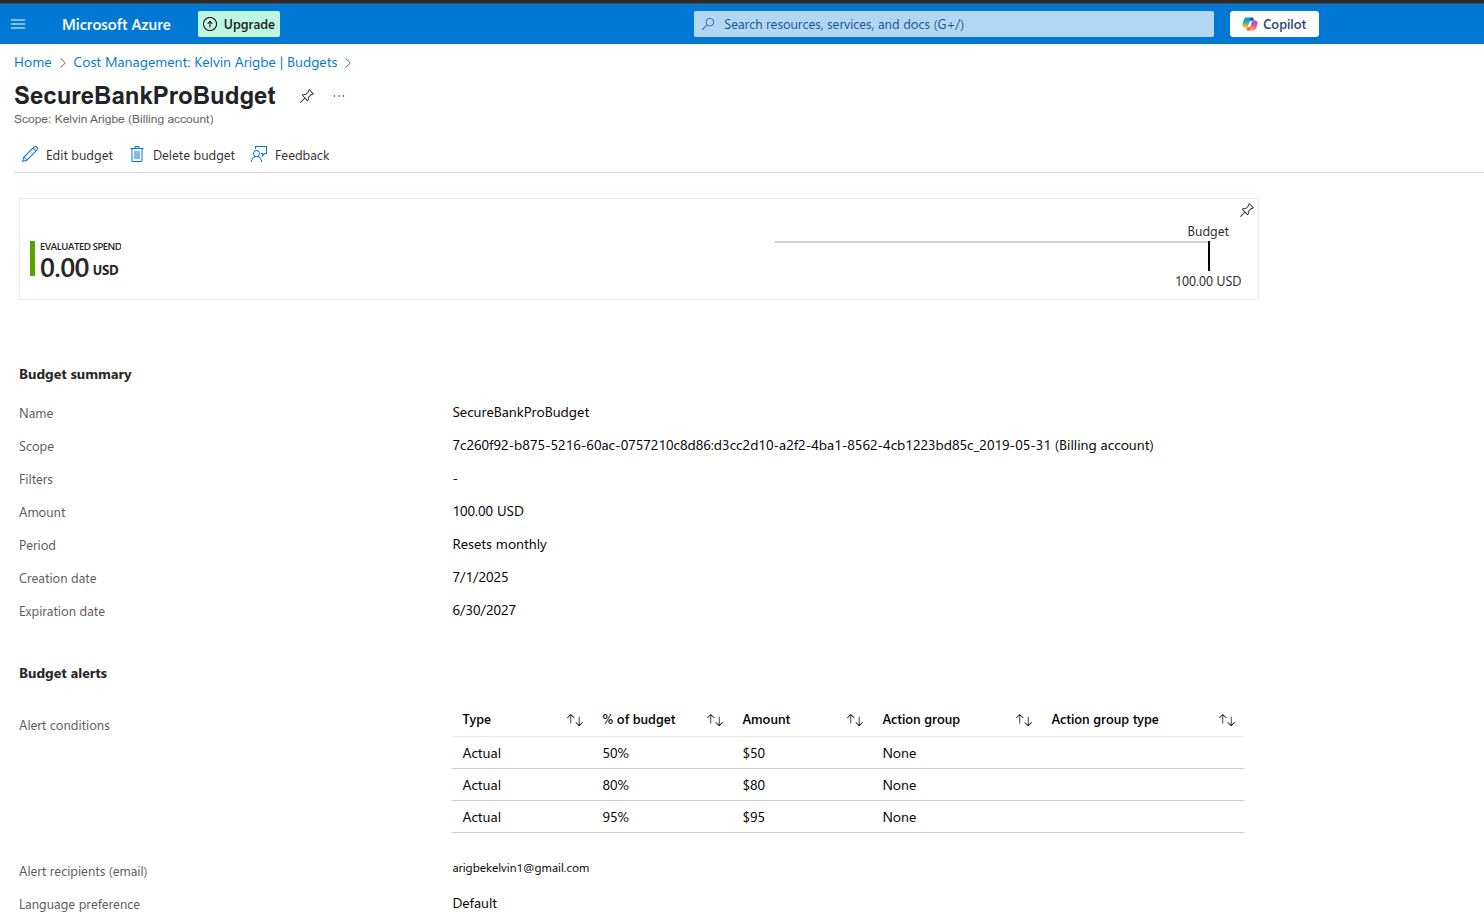 Microsoft Azure
Upgrade
Search resources, services, and docs (G+/)
Copilot
Home > Cost Management: Kelvin Arigbe | Budgets >
SecureBankProBudget ...
Scope: Kelvin Arigbe (Billing account)
Edit budget Delete budget Feedback
EVALUATED SPEND
0.00 USD
Budget
100.00 USD
Budget summary
Name SecureBankProBudget
Scope 7c260f92-b875-5216-60ac-0757210c8d86:d3cc2d10-a2f2-4ba1-8562-4cb1223bd85c_2019-05-31 (Billing account)
Filters -
Amount 100.00 USD
Period Resets monthly
Creation date 7/1/2025
Expiration date 6/30/2027
Budget alerts
Alert conditions
Type % of budget Amount Action group Action group type
Actual 50% $50 None
Actual 80% $80 None
Actual 95% $95 None
Alert recipients (email) arigbekelvin1@gmail.com
Language preference Default